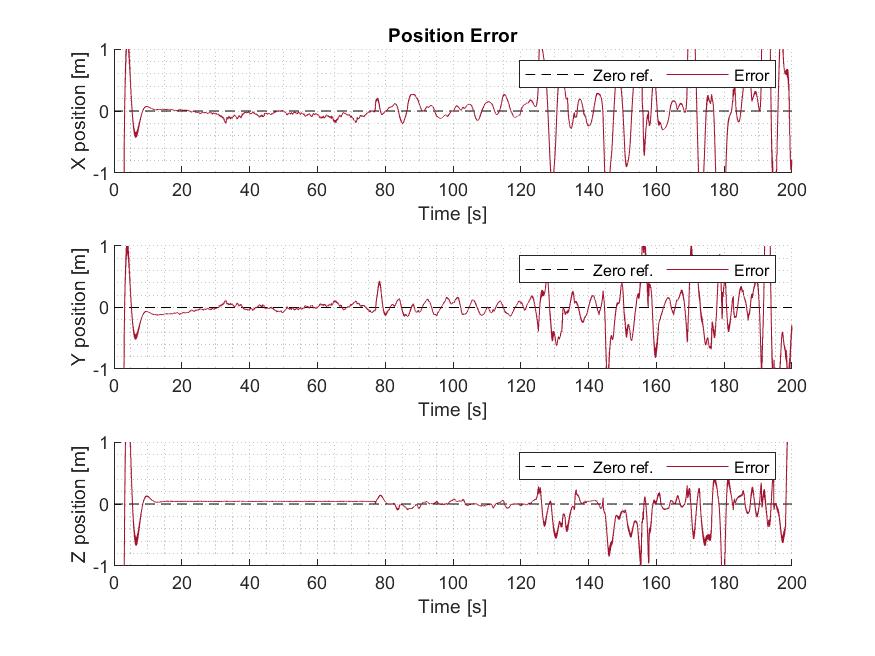 Position Error
1
0
-1
X position [m]
Zero ref.
Error
0 20 40 60 80 100 120 140 160 180 200
Time [s]
1
0
-1
Y position [m]
Zero ref.
Error
0 20 40 60 80 100 120 140 160 180 200
Time [s]
1
0
-1
Z position [m]
Zero ref.
Error
0 20 40 60 80 100 120 140 160 180 200
Time [s]